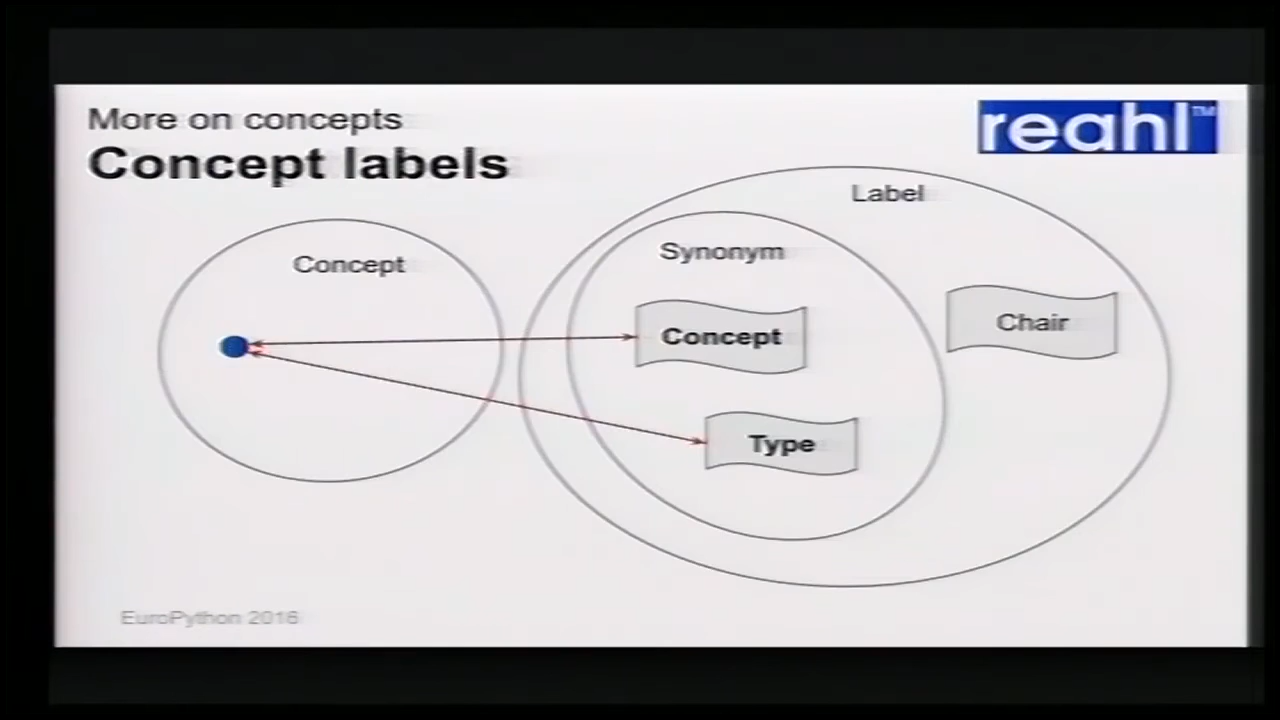 More on concepts
reahl™
Concept labels
Label
Synonym
Concept
Concept
Chair
Type
EuroPython 2016